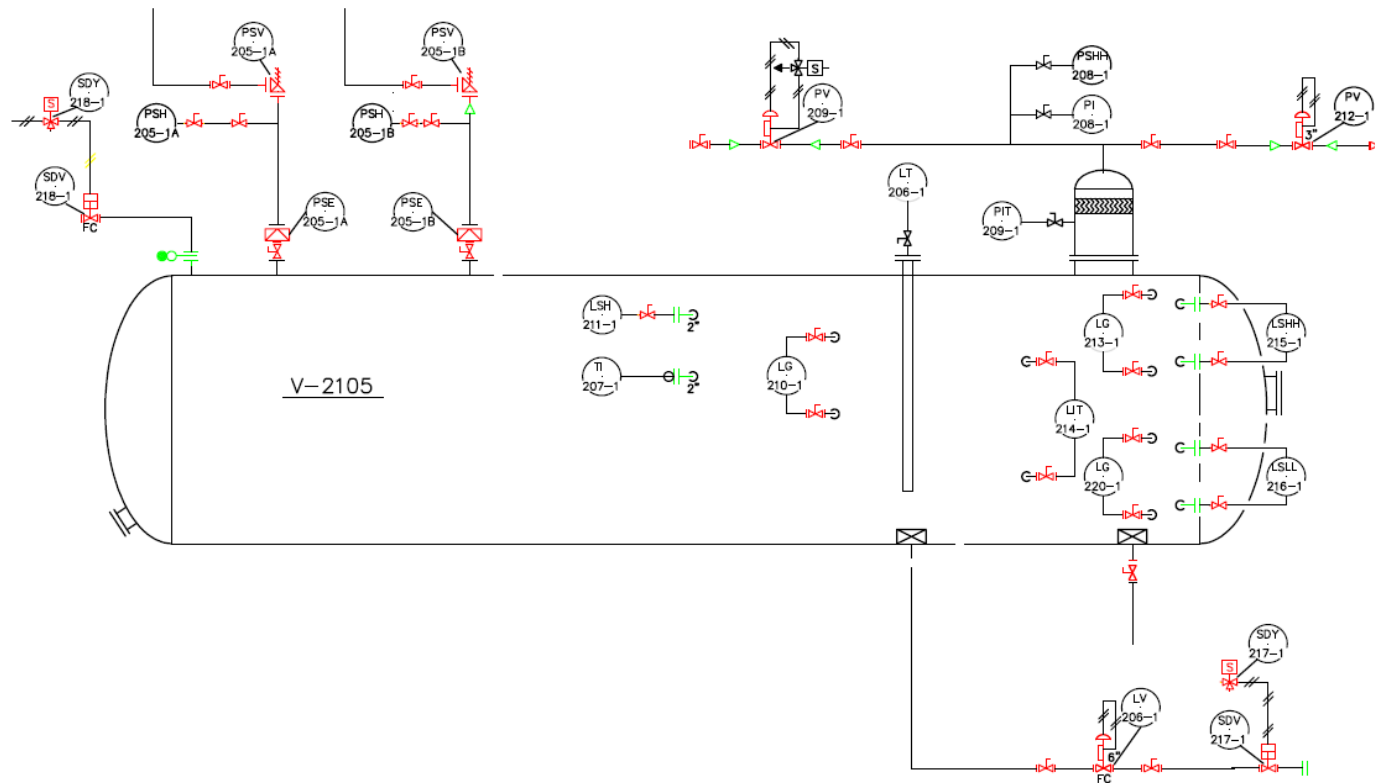 PSV
205-1A
PSV
205-1B
SDY
218-1
S
PSH
205-1A
PSH
205-1B
SDV
218-1
FC
PSE
205-1A
PSE
205-1B
S
PV
209-1
PSHH
208-1
PI
208-1
PV
212-1
3"
LT
206-1
PIT
209-1
LSH
211-1
2"
TI
207-1
2"
LG
210-1
V-2105
LG
213-1
LSHH
215-1
LIT
214-1
LG
220-1
LSLL
216-1
SDY
217-1
S
LV
206-1
6"
FC
SDV
217-1